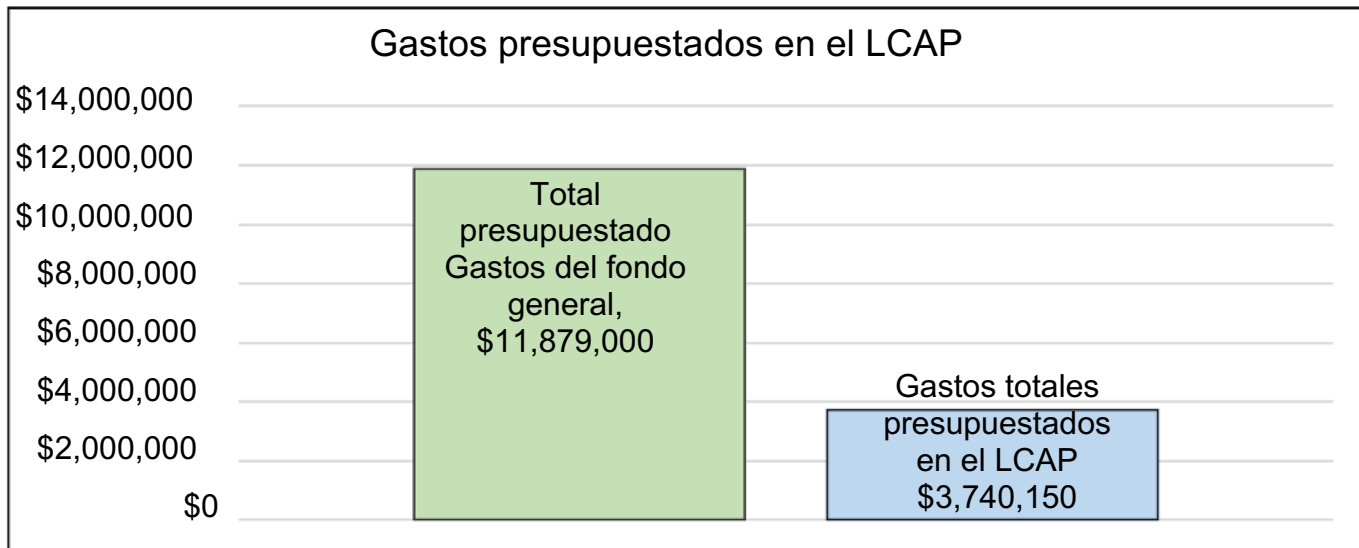 Gastos presupuestados en el LCAP
$14,000,000
$12,000,000
$10,000,000
$8,000,000
$6,000,000
$4,000,000
$2,000,000
$0
Total
presupuestado
Gastos del fondo
general,
$11,879,000
Gastos totales
presupuestados
en el LCAP
$3,740,150